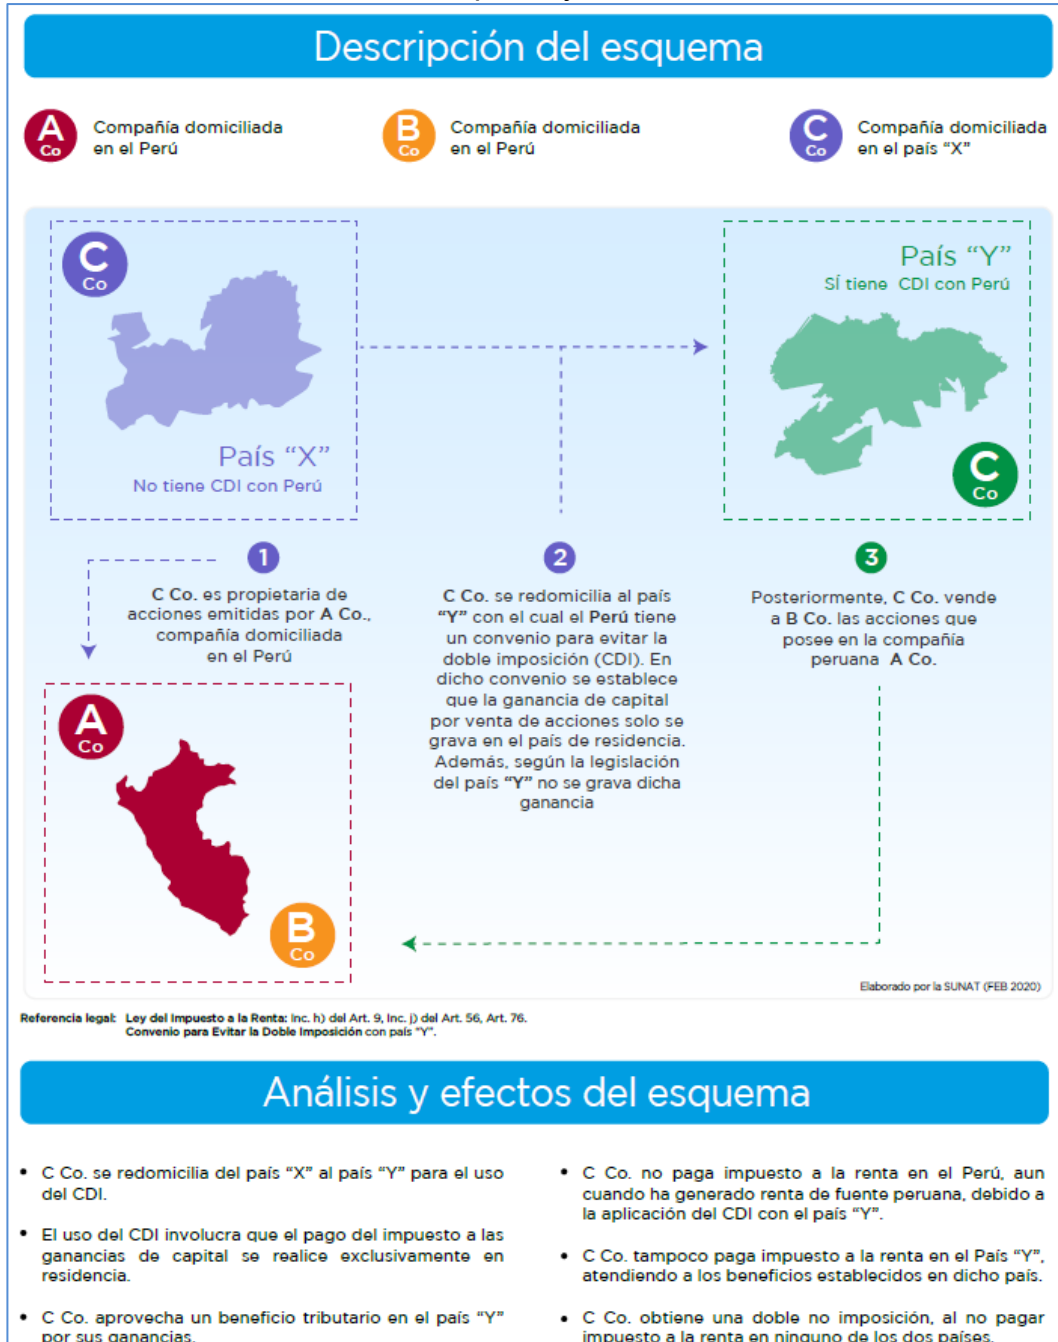 Descripción del esquema
A
Co
Compañía domiciliada
en el Perú
B
Co
Compañía domiciliada
en el Perú
C
Co
Compañía domiciliada
en el país “X”
C
Co
País “X”
No tiene CDI con Perú
País “Y”
SÍ tiene CDI con Perú
C
Co
1
C Co. es propietaria de
acciones emitidas por A Co.,
compañía domiciliada
en el Perú
2
C Co. se redomicilia al país
“Y” con el cual el Perú tiene
un convenio para evitar la
doble imposición (CDI). En
dicho convenio se establece
que la ganancia de capital
por venta de acciones solo se
grava en el país de residencia.
Además, según la legislación
del país “Y” no se grava dicha
ganancia
3
Posteriormente, C Co. vende
a B Co. las acciones que
posee en la compañía
peruana A Co.
A
Co
B
Co
Elaborado por la SUNAT (FEB 2020)
Referencia legal: Ley del Impuesto a la Renta: Inc. h) del Art. 9, Inc. j) del Art. 56, Art. 76.
Convenio para Evitar la Doble Imposición con país “Y”.
Análisis y efectos del esquema
• C Co. se redomicilia del país “X” al país “Y” para el uso
del CDI.
• El uso del CDI involucra que el pago del impuesto a las
ganancias de capital se realice exclusivamente en
residencia.
• C Co. aprovecha un beneficio tributario en el país “Y”
por sus ganancias.
• C Co. no paga impuesto a la renta en el Perú, aun
cuando ha generado renta de fuente peruana, debido a
la aplicación del CDI con el país “Y”.
• C Co. tampoco paga impuesto a la renta en el País “Y”,
atendiendo a los beneficios establecidos en dicho país.
• C Co. obtiene una doble no imposición, al no pagar
impuesto a la renta en ninguno de los dos países.